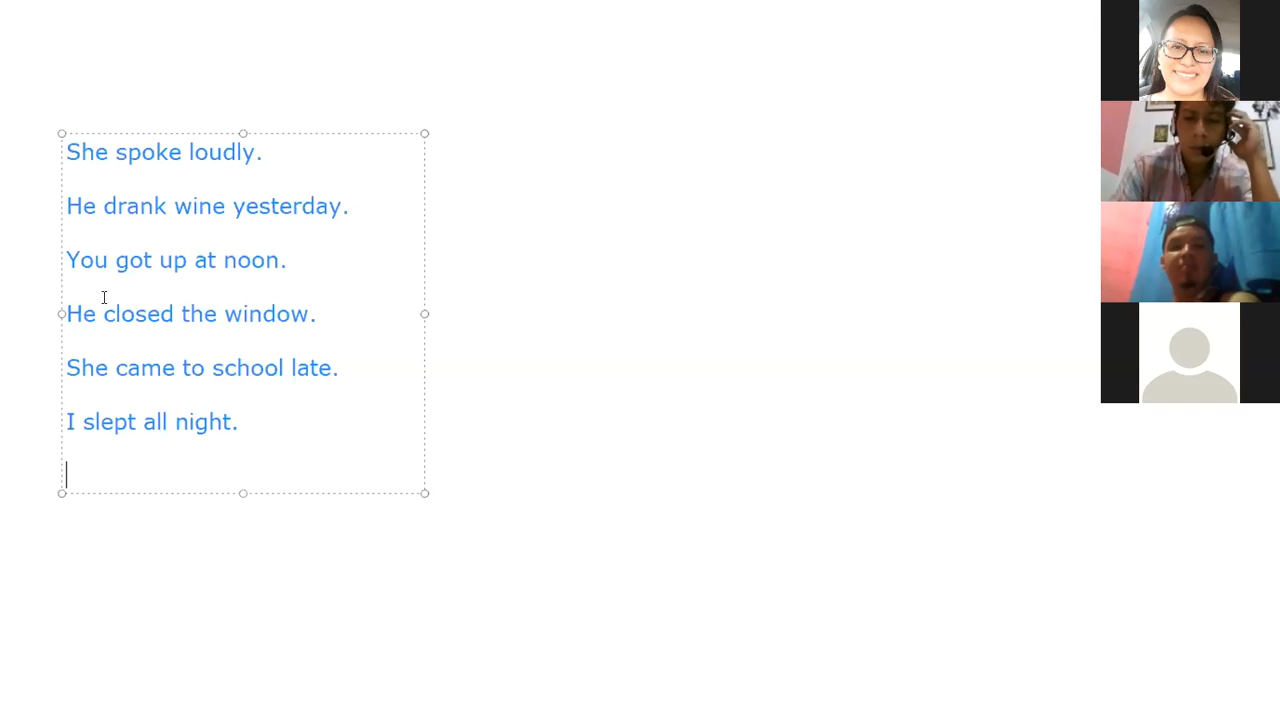 She spoke loudly.
He drank wine yesterday.
You got up at noon.
He closed the window.
She came to school late.
I slept all night.